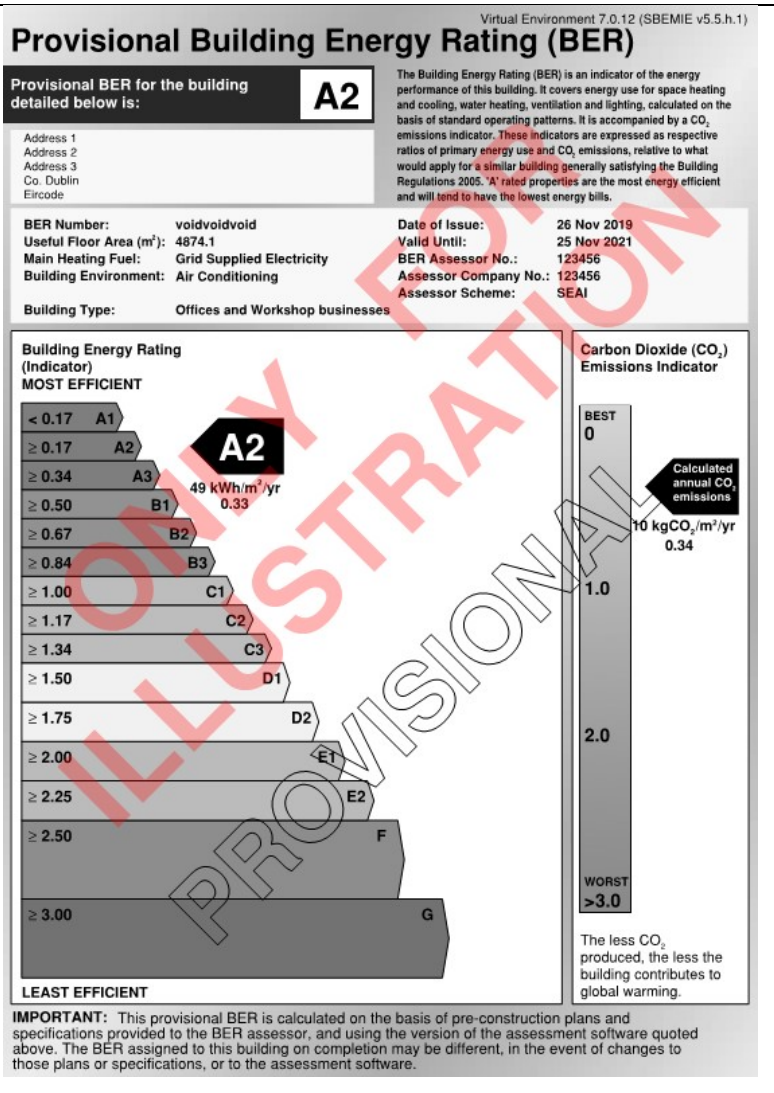 Virtual Environment 7.0.12 (SBEMIE v5.5.h.1)
Provisional Building Energy Rating (BER)
Provisional BER for the building
detailed below is:
A2
The Building Energy Rating (BER) is an indicator of the energy
performance of this building. It covers energy use for space heating
and cooling, water heating, ventilation and lighting, calculated on the
basis of standard operating patterns. It is accompanied by a CO₂
emissions indicator. These indicators are expressed as respective
ratios of primary energy use and CO₂ emissions, relative to what
would apply for a similar building generally satisfying the Building
Regulations 2005. 'A' rated properties are the most energy efficient
and will tend to have the lowest energy bills.
Address 1
Address 2
Address 3
Co. Dublin
Eircode
BER Number: voidvoidvoid
Useful Floor Area (m²): 4874.1
Main Heating Fuel: Grid Supplied Electricity
Building Environment: Air Conditioning
Building Type: Offices and Workshop businesses
Date of Issue: 26 Nov 2019
Valid Until: 25 Nov 2021
BER Assessor No.: 123456
Assessor Company No.: 123456
Assessor Scheme: SEAI
Building Energy Rating
(Indicator)
MOST EFFICIENT
< 0.17 A1
≥ 0.17 A2
≥ 0.34 A3
≥ 0.50 B1
≥ 0.67 B2
≥ 0.84 B3
≥ 1.00 C1
≥ 1.17 C2
≥ 1.34 C3
≥ 1.50 D1
≥ 1.75 D2
≥ 2.00 E1
≥ 2.25 E2
≥ 2.50 F
≥ 3.00 G
LEAST EFFICIENT
A2
49 kWh/m²/yr
0.33
Carbon Dioxide (CO₂)
Emissions Indicator
BEST
0
1.0
2.0
WORST
>3.0
Calculated
annual CO₂
emissions
10 kgCO₂/m²/yr
0.34
The less CO₂
produced, the less the
building contributes to
global warming.
ONLY FOR
ILLUSTRATION
PROVISIONAL
IMPORTANT: This provisional BER is calculated on the basis of pre-construction plans and
specifications provided to the BER assessor, and using the version of the assessment software quoted
above. The BER assigned to this building on completion may be different, in the event of changes to
those plans or specifications, or to the assessment software.